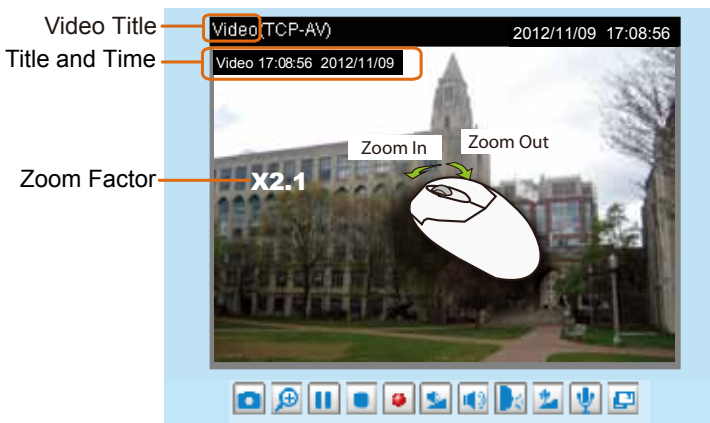 Video Title
Video(TCP-AV)
2012/11/09 17:08:56
Title and Time
Video 17:08:56 2012/11/09
Zoom In
Zoom Out
Zoom Factor
X2.1